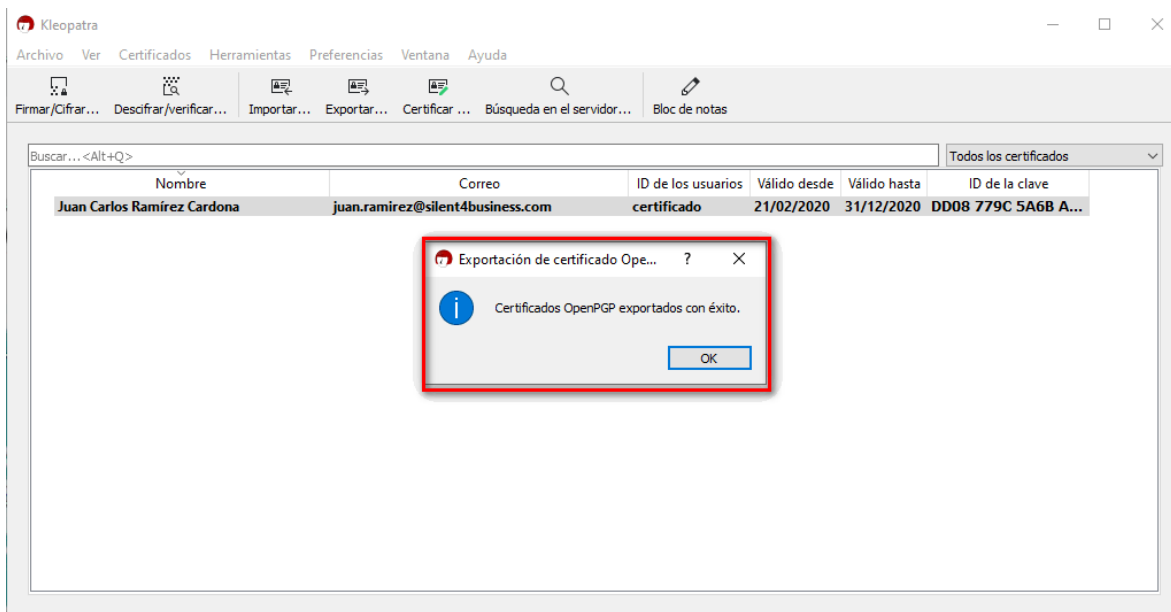 Kleopatra
Archivo Ver Certificados Herramientas Preferencias Ventana Ayuda
Firmar/Cifrar... Descifrar/verificar... Importar... Exportar... Certificar ... Búsqueda en el servidor... Bloc de notas
Buscar...<Alt+Q> Todos los certificados
Nombre Correo ID de los usuarios Válido desde Válido hasta ID de la clave
Juan Carlos Ramírez Cardona juan.ramirez@silent4business.com certificado 21/02/2020 31/12/2020 DD08 779C 5A6B A...
Exportación de certificado Ope... ?
Certificados OpenPGP exportados con éxito.
OK